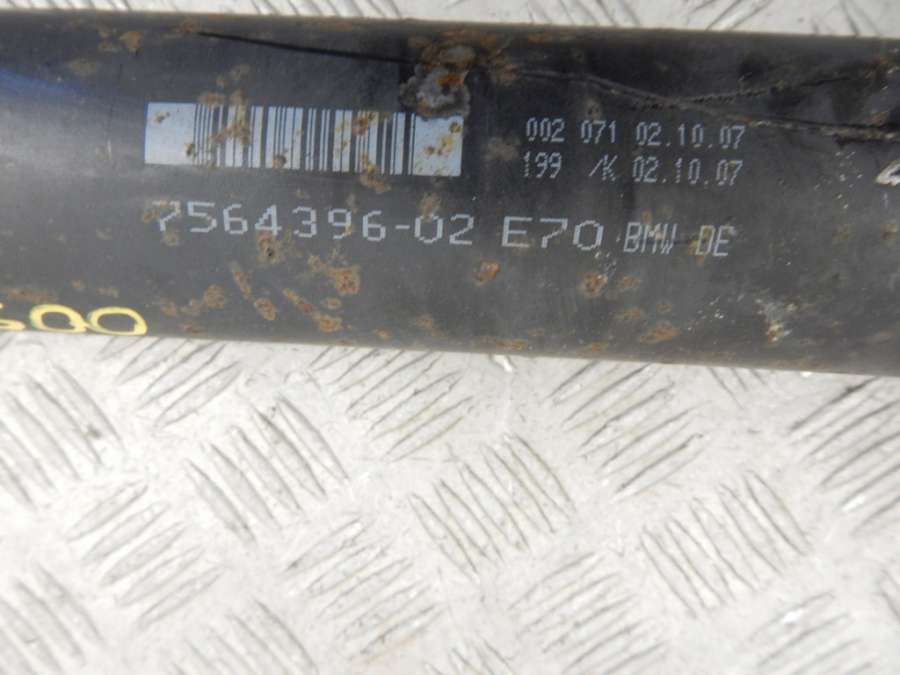 002 071 02.10.07
199 /K 02.10.07
7564396-02 E70 BMW DE